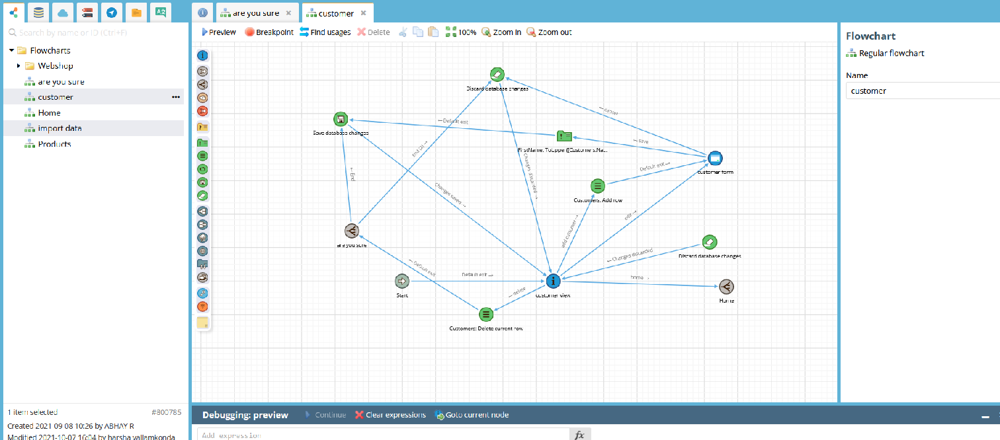 are you sure
customer
Search by name or ID (Ctrl+F)
Preview
Breakpoint
Find usages
Delete
100%
Zoom in
Zoom out
Flowcharts
Webshop
are you sure
customer
Home
import data
Products
Flowchart
Regular flowchart
Name
customer
Discard database changes
←cancel
Save database changes
←Default exit
FirstName: ToUpper([Customers.Na...
←save
customer form
End (2)→
Changes discarded→
Default exit→
Customers: Add row
←End
Changes saved→
add customer→
edit→
are you sure
Discard database changes
←Changes discarded
←Default exit
Start
Default exit→
customer view
home→
Home
←delete
Customers: Delete current row
1 item selected
#800785
Created 2021 09 08 10:26 by ABHAY R
Modified 2021-10-07 16:04 by harsha vallamkonda
Debugging: preview
Continue
Clear expressions
Goto current node
Add expression
fx